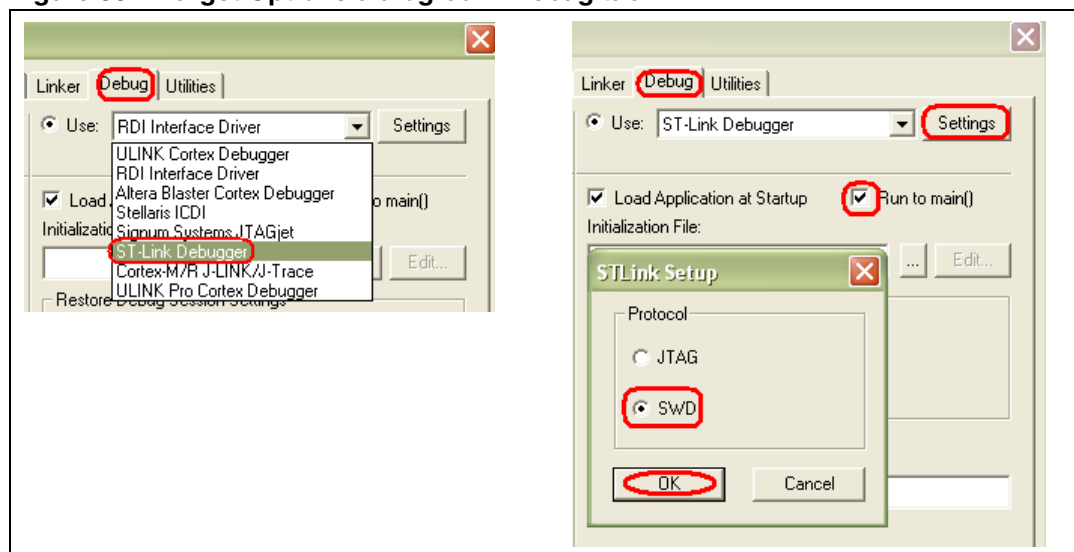 Linker Debug Utilities
Use: RDI Interface Driver Settings
ULINK Cortex Debugger
RDI Interface Driver
Altera Blaster Cortex Debugger
Stellaris ICDI
Signum Systems JTAGjet
ST-Link Debugger
Cortex-M/R J-LINK/J-Trace
ULINK Pro Cortex Debugger
Load
o main()
Edit...
Restore Debug Session Settings
Linker Debug Utilities
Use: ST-Link Debugger Settings
Load Application at Startup Run to main()
Initialization File:
... Edit...
STLink Setup
Protocol
JTAG
SWD
OK Cancel